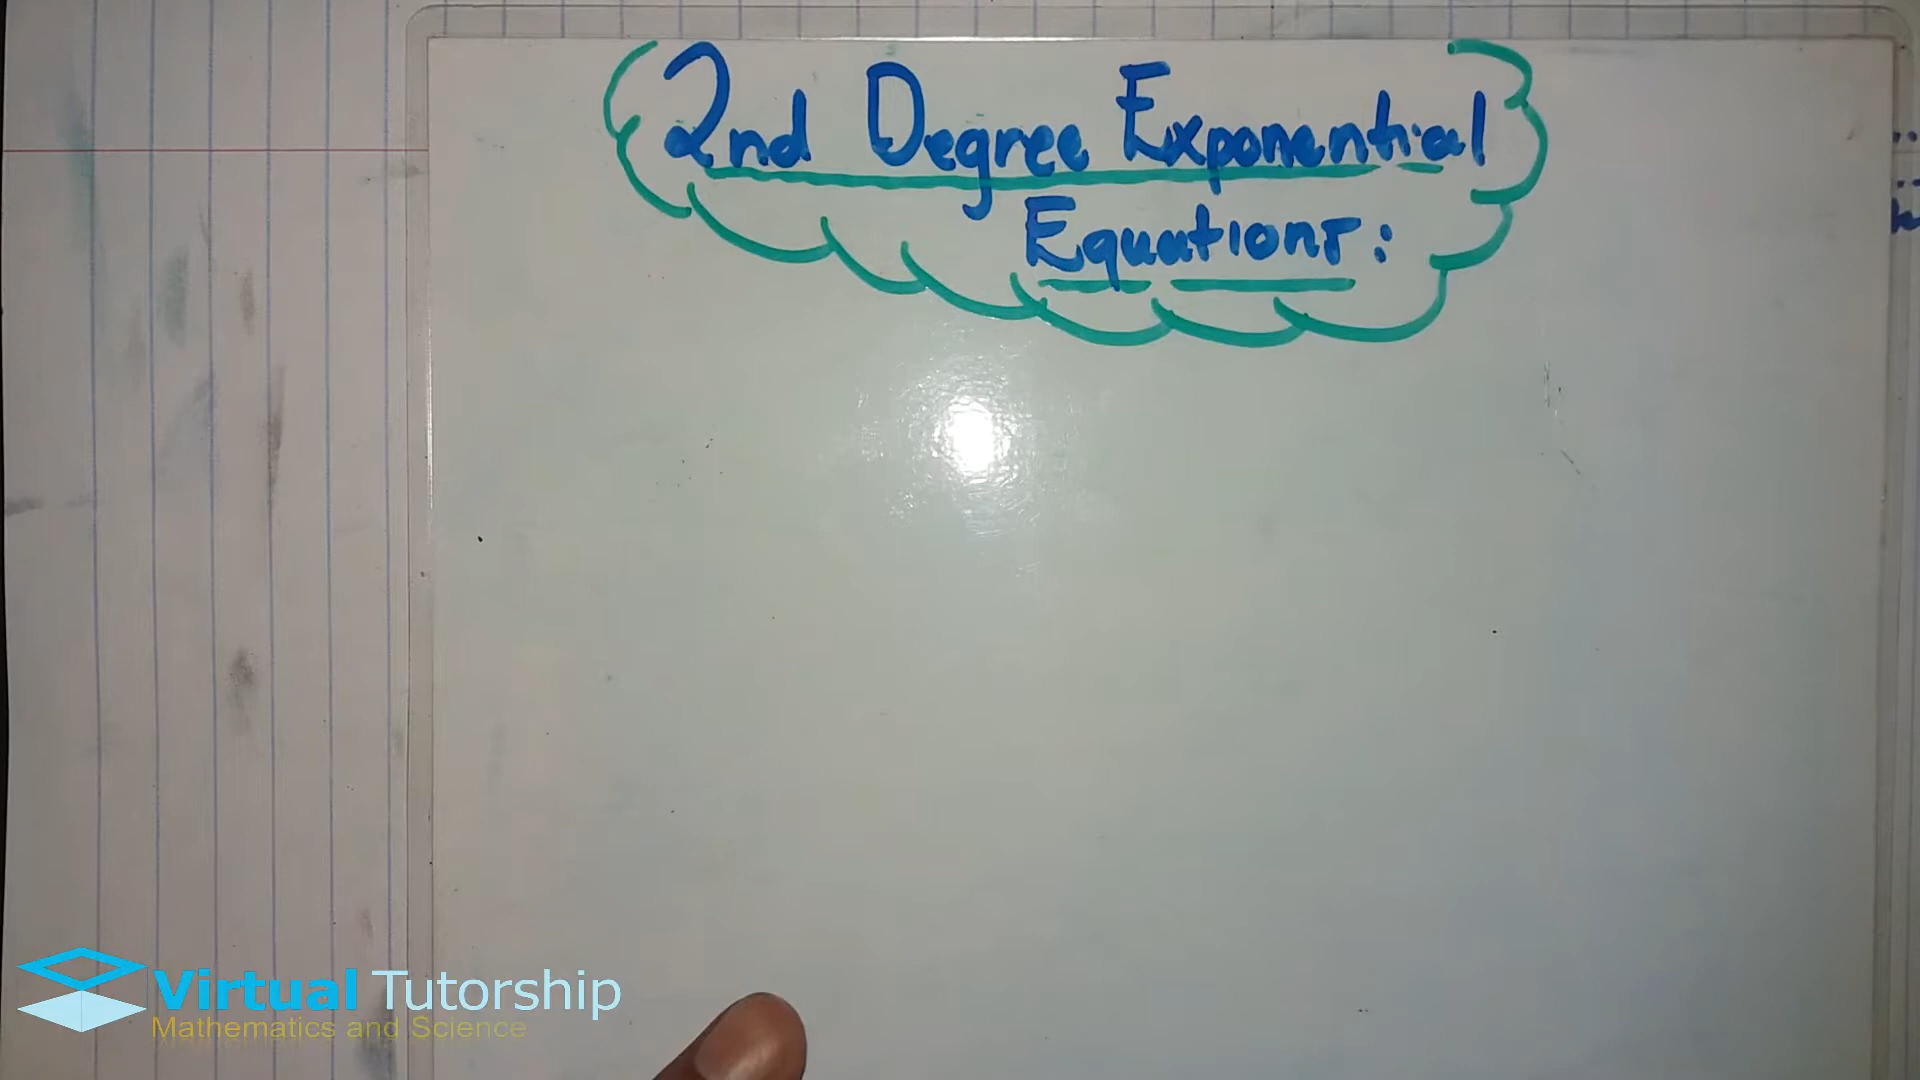 2nd Degree Exponential
Equations:
Virtual Tutorship
Mathematics and Science